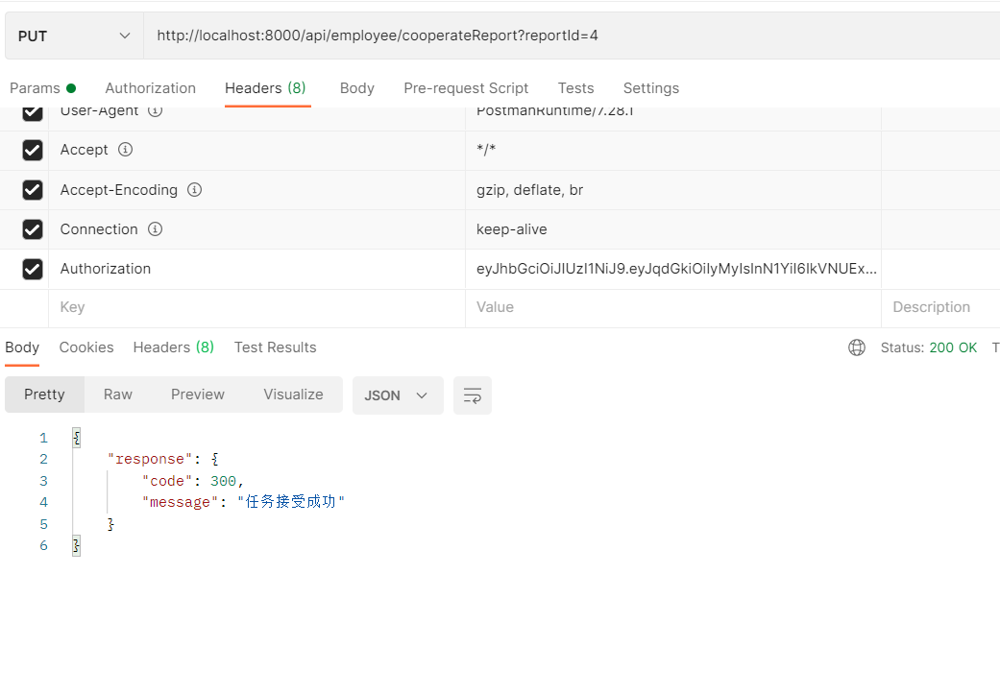 PUT http://localhost:8000/api/employee/cooperateReport?reportId=4
Params Authorization Headers (8) Body Pre-request Script Tests Settings
User-Agent PostmanRuntime/7.28.1
Accept */*
Accept-Encoding gzip, deflate, br
Connection keep-alive
Authorization eyJhbGciOiJIUzI1NiJ9.eyJqdGkiOiIyMyIsInN1YiI6IkVNUEx...
Key Value Description
Body Cookies Headers (8) Test Results Status: 200 OK T
Pretty Raw Preview Visualize JSON
1 {
2 "response": {
3 "code": 300,
4 "message": "任务接受成功"
5 }
6 }